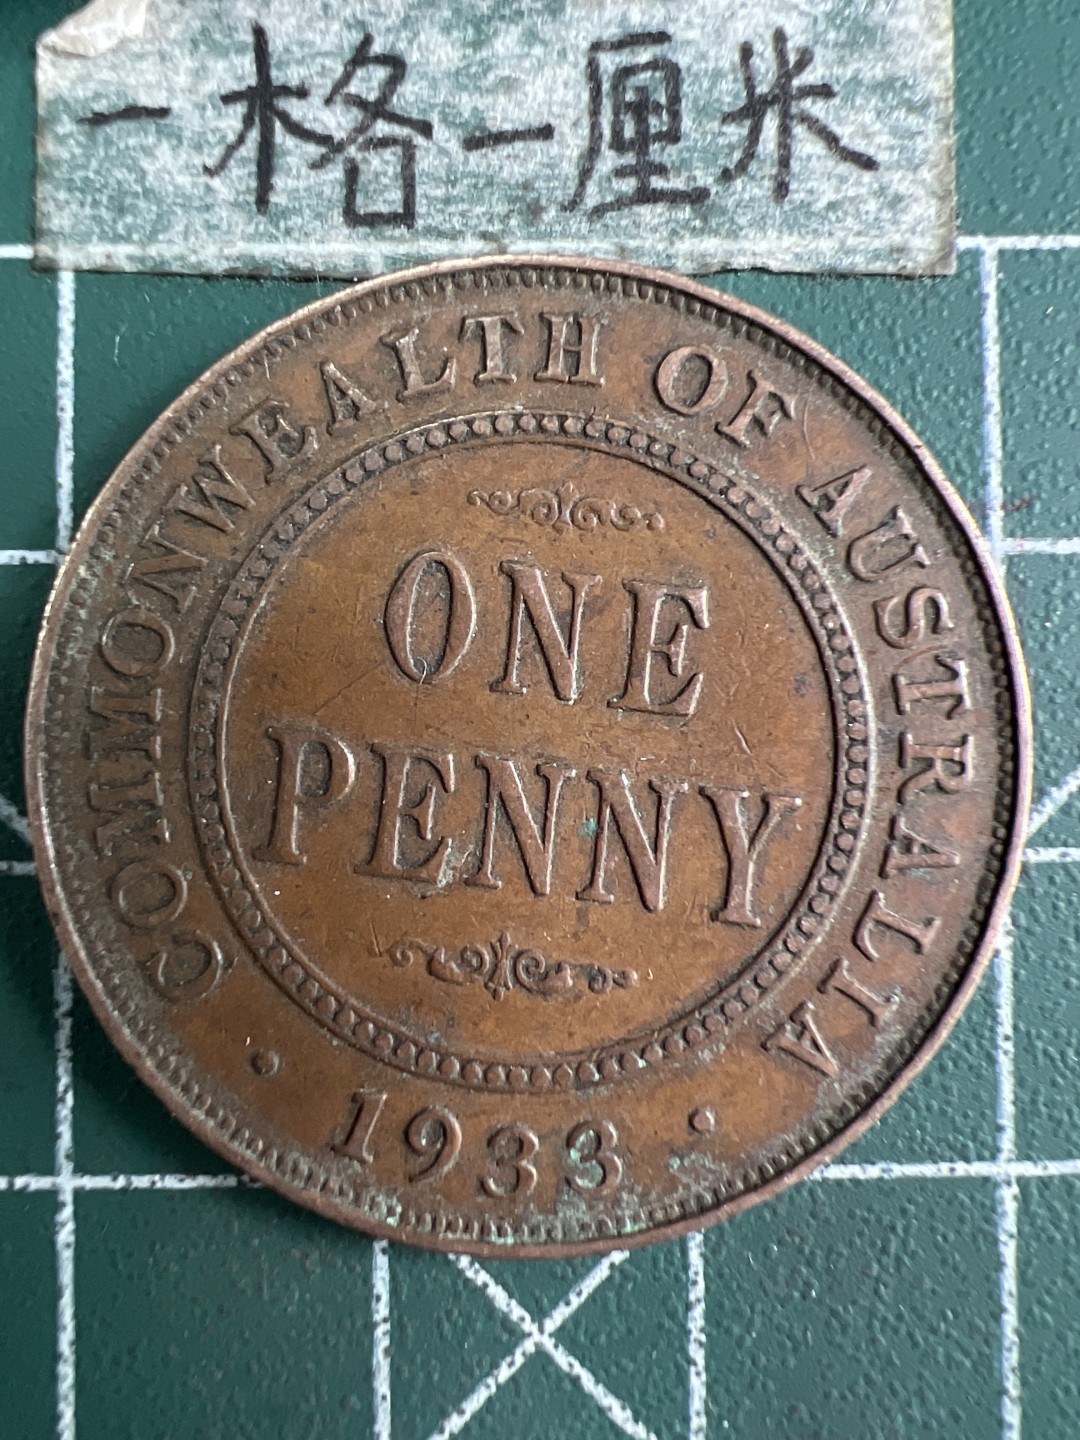 一格一厘米
COMMONWEALTH OF AUSTRALIA
ONE
PENNY
· 1933 ·